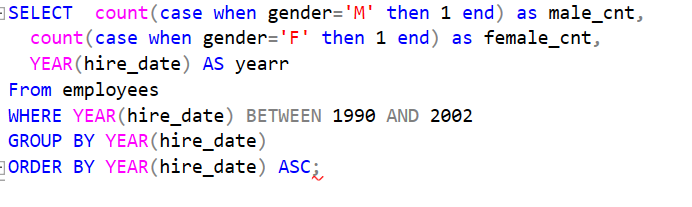 SELECT  count(case when gender='M' then 1 end) as male_cnt,
count(case when gender='F' then 1 end) as female_cnt,
YEAR(hire_date) AS yearr
From employees
WHERE YEAR(hire_date) BETWEEN 1990 AND 2002
GROUP BY YEAR(hire_date)
ORDER BY YEAR(hire_date) ASC;